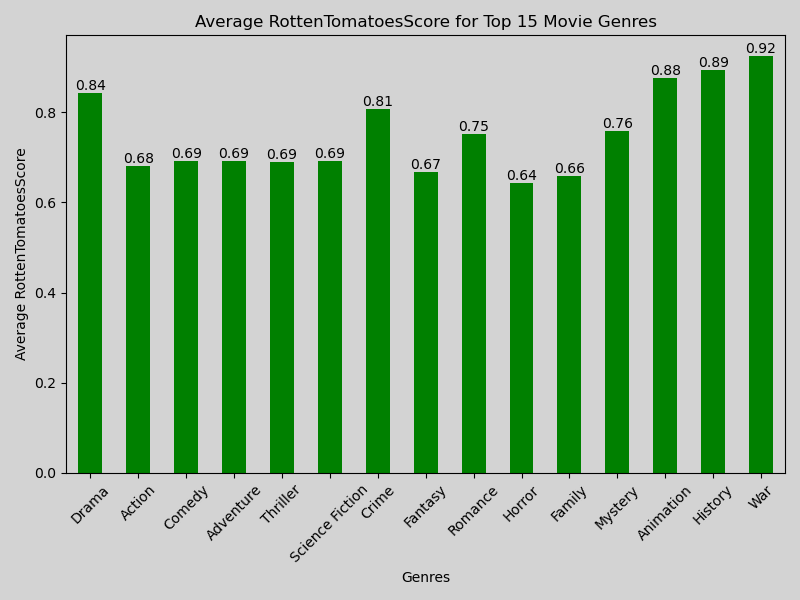 Average RottenTomatoesScore for Top 15 Movie Genres
Average RottenTomatoesScore
0.8
0.6
0.4
0.2
0.0
0.84
0.68
0.69
0.69
0.69
0.69
0.81
0.67
0.75
0.64
0.66
0.76
0.88
0.89
0.92
Drama
Action
Comedy
Adventure
Thriller
Science Fiction
Crime
Fantasy
Romance
Horror
Family
Mystery
Animation
History
War
Genres